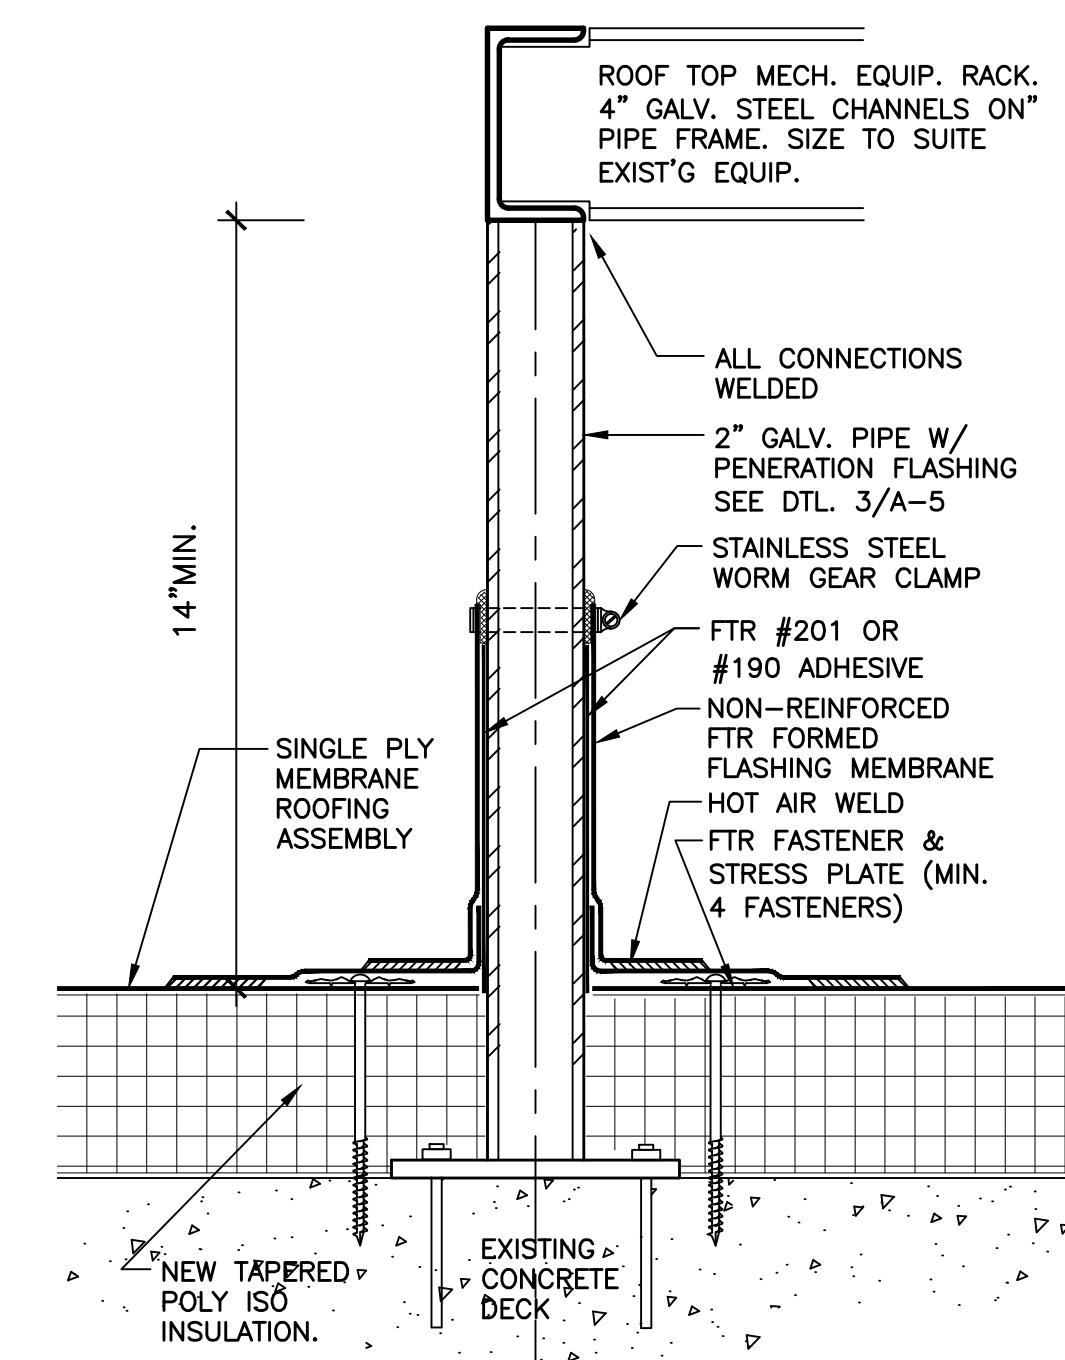 ROOF TOP MECH. EQUIP. RACK.
4" GALV. STEEL CHANNELS ON"
PIPE FRAME. SIZE TO SUITE
EXIST'G EQUIP.
ALL CONNECTIONS
WELDED
2" GALV. PIPE W/
PENERATION FLASHING
SEE DTL. 3/A-5
STAINLESS STEEL
WORM GEAR CLAMP
14"MIN.
FTR #201 OR
#190 ADHESIVE
NON-REINFORCED
FTR FORMED
FLASHING MEMBRANE
SINGLE PLY
MEMBRANE
ROOFING
ASSEMBLY
HOT AIR WELD
FTR FASTENER &
STRESS PLATE (MIN.
4 FASTENERS)
EXISTING
CONCRETE
DECK
NEW TAPERED
POLY ISO
INSULATION.